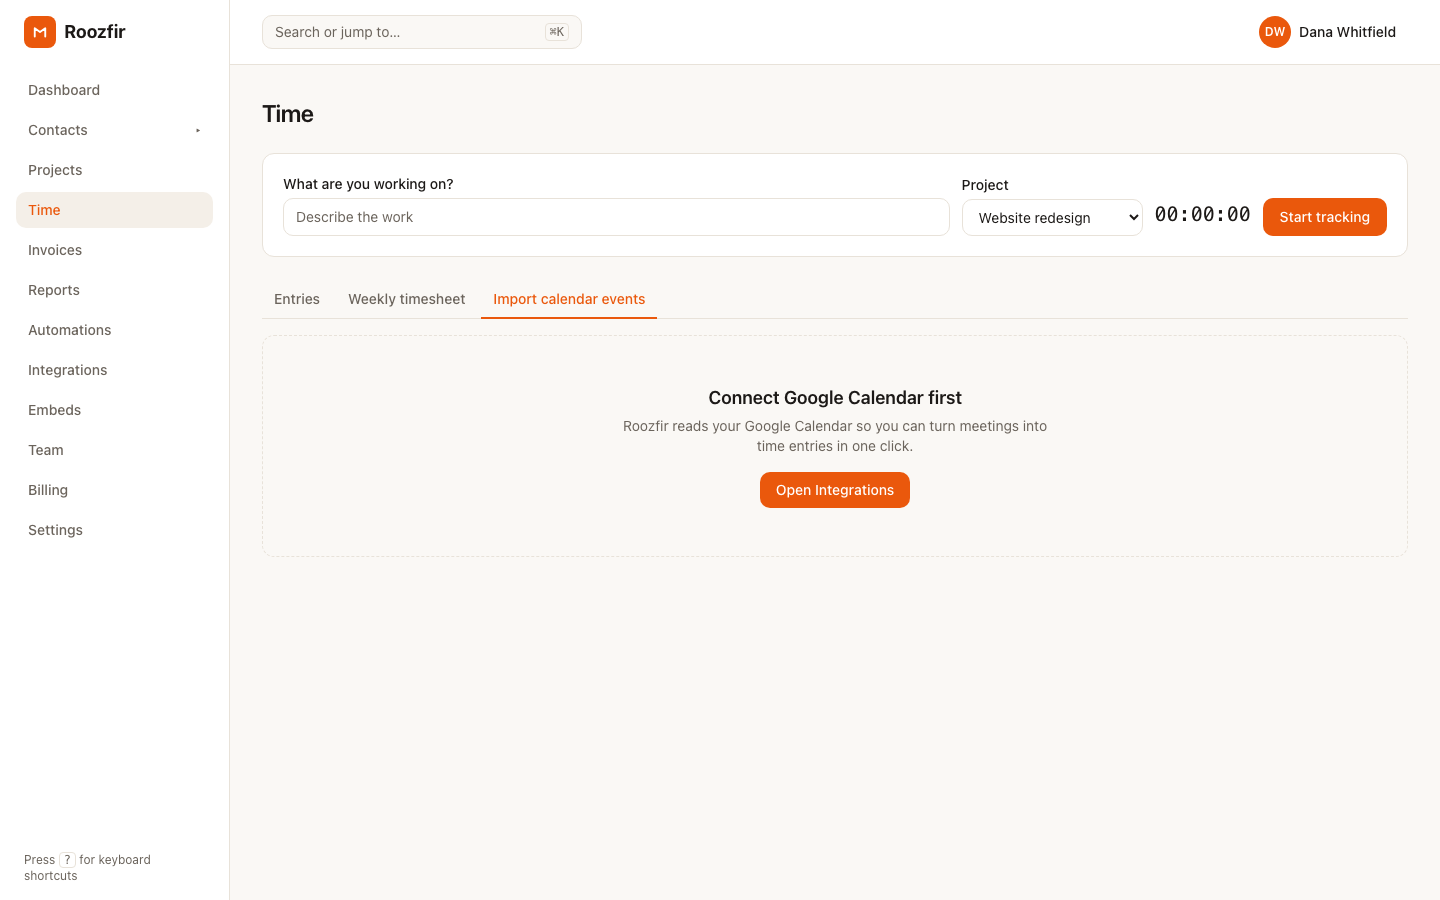 Roozfir
Search or jump to...
⌘K
DW
Dana Whitfield
Dashboard
Contacts
Projects
Time
Invoices
Reports
Automations
Integrations
Embeds
Team
Billing
Settings
Press ? for keyboard
shortcuts
Time
What are you working on?
Describe the work
Project
Website redesign
00:00:00
Start tracking
Entries
Weekly timesheet
Import calendar events
Connect Google Calendar first
Roozfir reads your Google Calendar so you can turn meetings into
time entries in one click.
Open Integrations